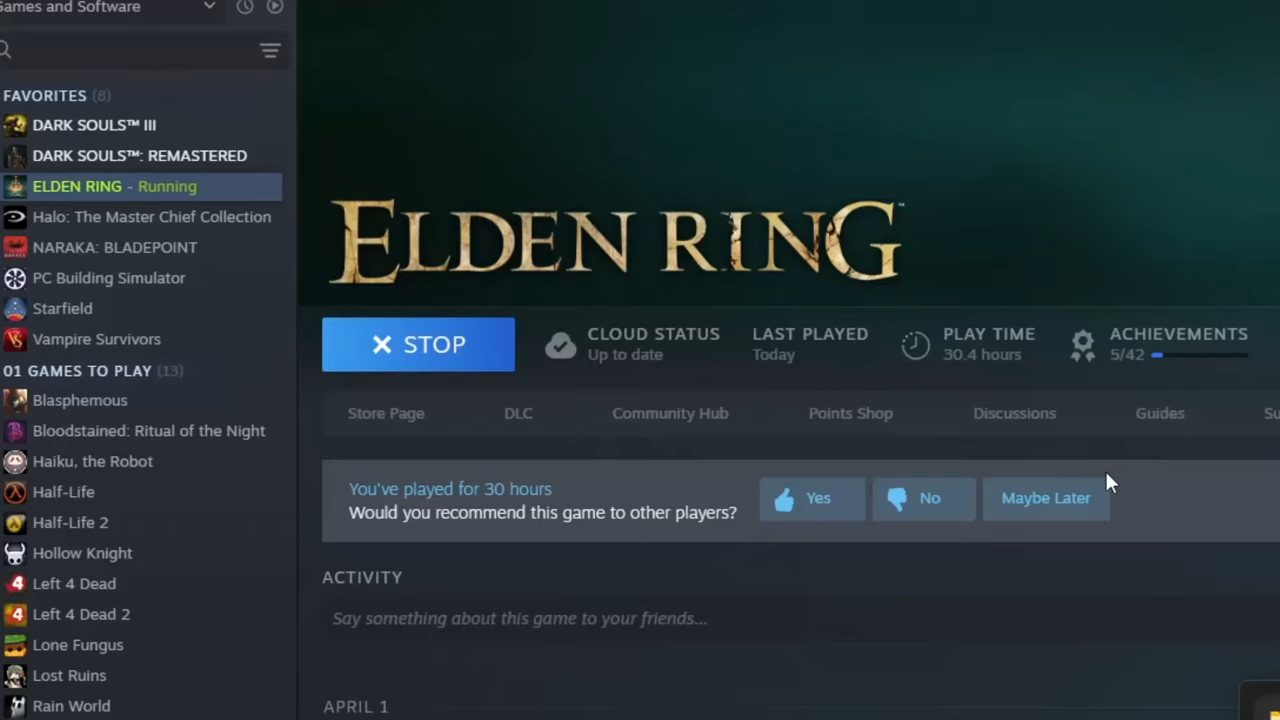 Games and Software
FAVORITES (8)
DARK SOULS™ III
DARK SOULS™: REMASTERED
ELDEN RING - Running
Halo: The Master Chief Collection
NARAKA: BLADEPOINT
PC Building Simulator
Starfield
Vampire Survivors
01 GAMES TO PLAY (13)
Blasphemous
Bloodstained: Ritual of the Night
Haiku, the Robot
Half-Life
Half-Life 2
Hollow Knight
Left 4 Dead
Left 4 Dead 2
Lone Fungus
Lost Ruins
Rain World
ELDEN RING™
STOP
CLOUD STATUS
Up to date
LAST PLAYED
Today
PLAY TIME
30.4 hours
ACHIEVEMENTS
5/42
Store Page DLC Community Hub Points Shop Discussions Guides Su
You've played for 30 hours
Would you recommend this game to other players?
Yes No Maybe Later
ACTIVITY
Say something about this game to your friends...
APRIL 1